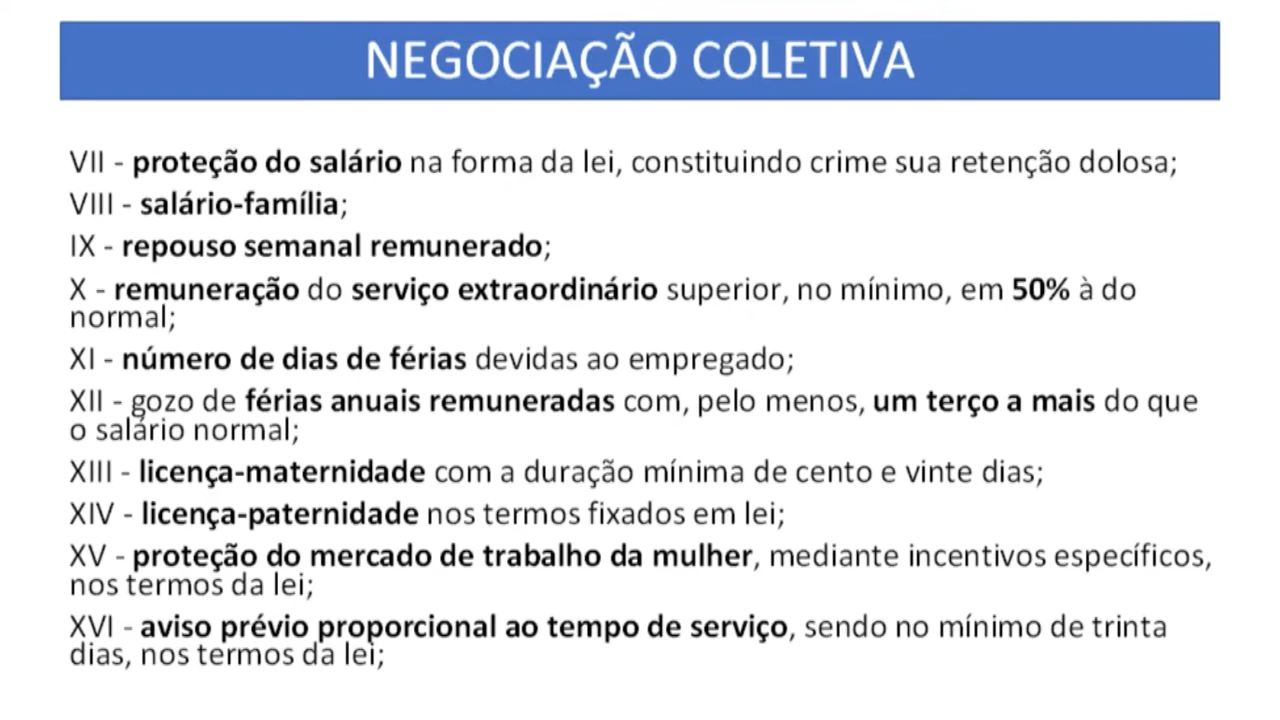 NEGOCIAÇÃO COLETIVA
VII - proteção do salário na forma da lei, constituindo crime sua retenção dolosa;
VIII - salário-família;
IX - repouso semanal remunerado;
X - remuneração do serviço extraordinário superior, no mínimo, em 50% à do
normal;
XI - número de dias de férias devidas ao empregado;
XII - gozo de férias anuais remuneradas com, pelo menos, um terço a mais do que
o salário normal;
XIII - licença-maternidade com a duração mínima de cento e vinte dias;
XIV - licença-paternidade nos termos fixados em lei;
XV - proteção do mercado de trabalho da mulher, mediante incentivos específicos,
nos termos da lei;
XVI - aviso prévio proporcional ao tempo de serviço, sendo no mínimo de trinta
dias, nos termos da lei;